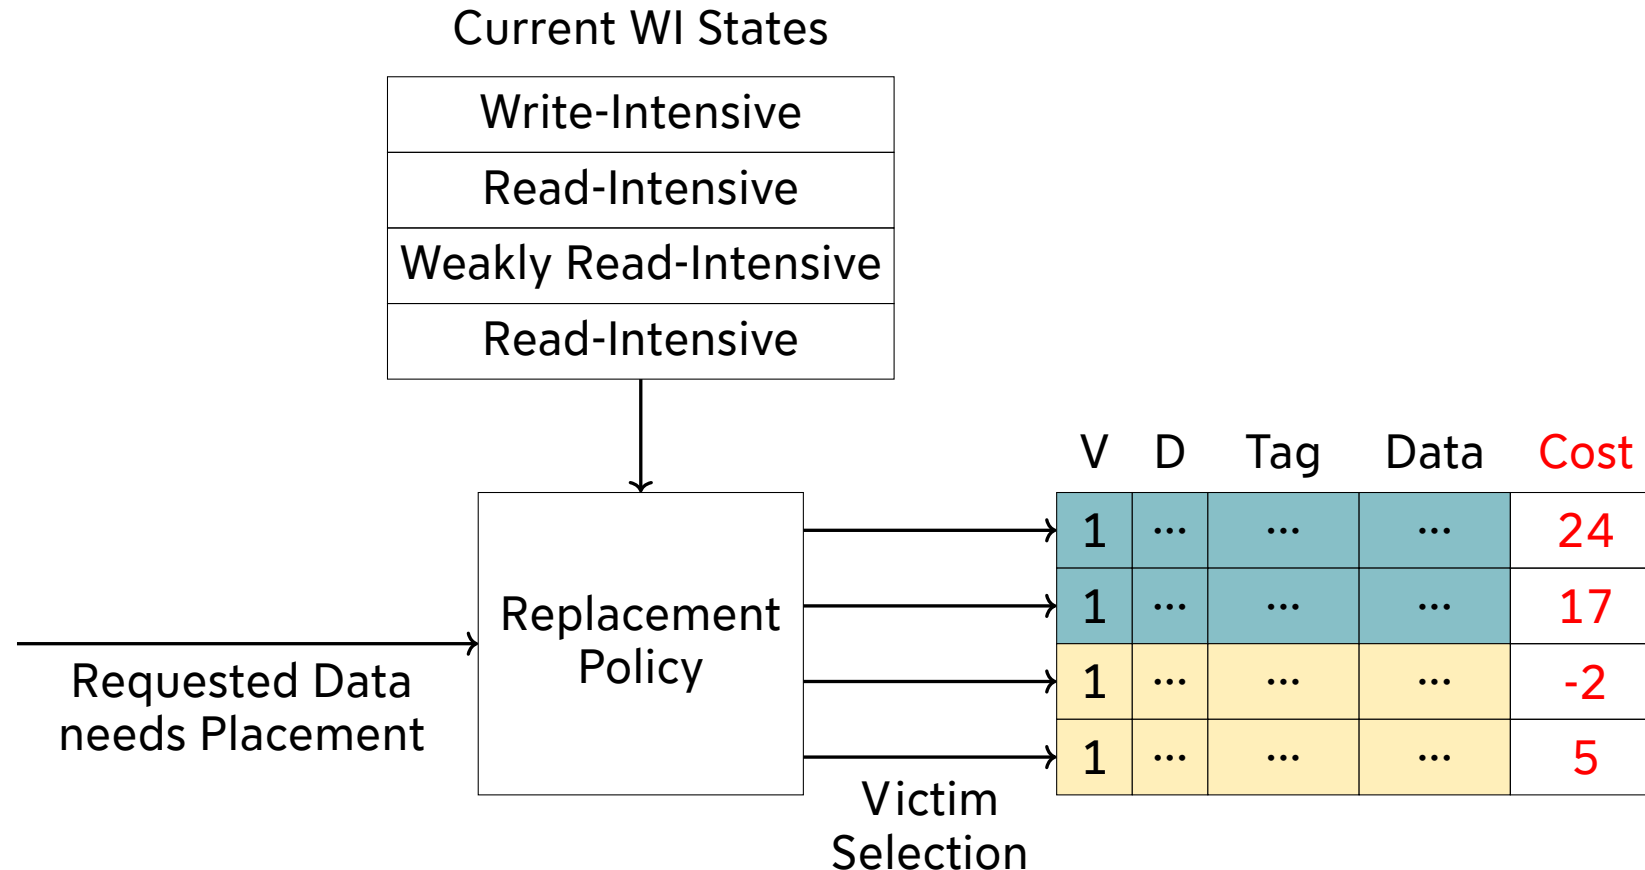 Current WI States
Write-Intensive
Read-Intensive
Weakly Read-Intensive
Read-Intensive
Requested Data
needs Placement
Replacement
Policy
Victim
Selection
V D Tag Data Cost
1 ... ... ... 24
1 ... ... ... 17
1 ... ... ... -2
1 ... ... ... 5